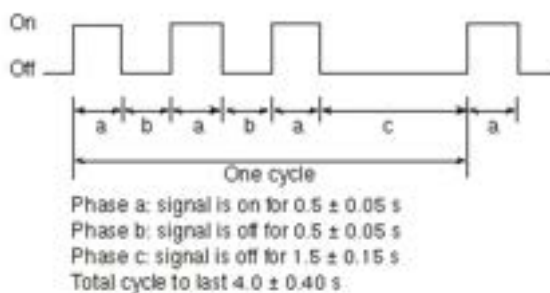 On
Off
a b a b a c a
One cycle
Phase a: signal is on for 0.5 ± 0.05 s
Phase b: signal is off for 0.5 ± 0.05 s
Phase c: signal is off for 1.5 ± 0.15 s
Total cycle to last 4.0 ± 0.40 s